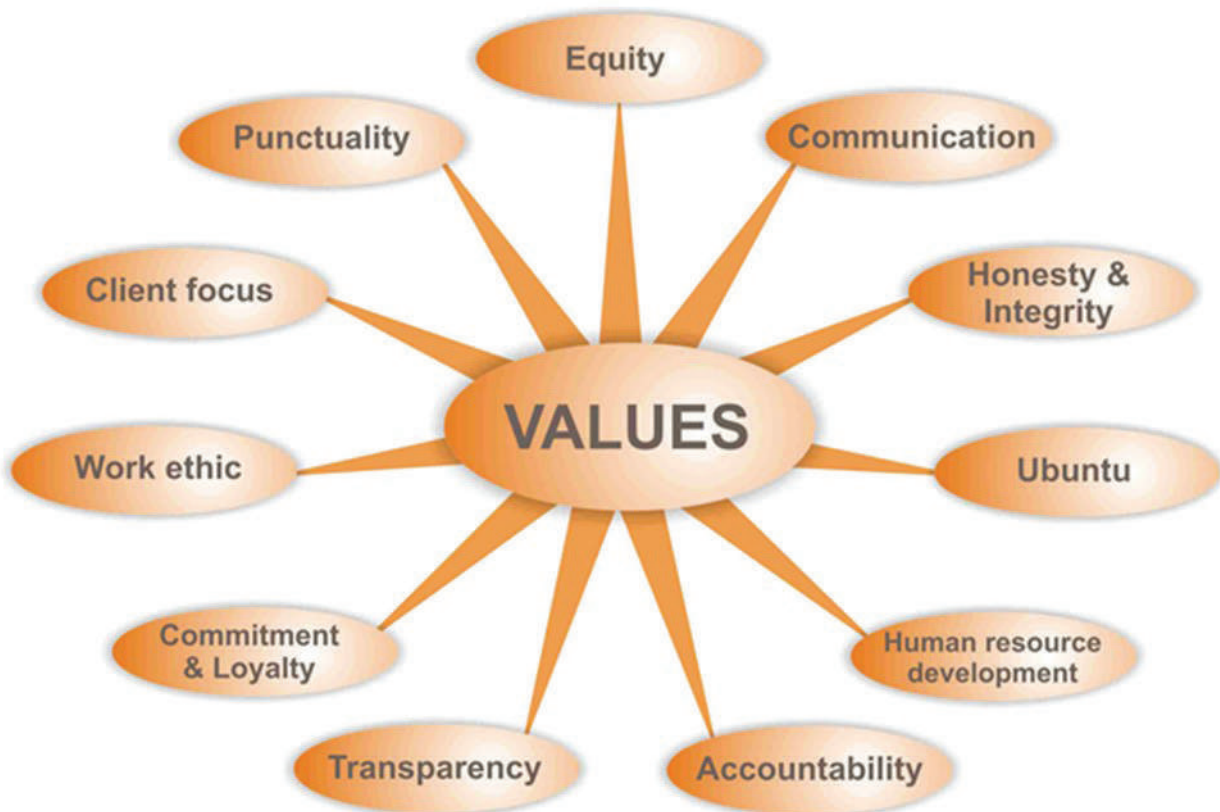 Equity
Punctuality
Communication
Client focus
Honesty &
Integrity
VALUES
Work ethic
Ubuntu
Commitment
& Loyalty
Human resource
development
Transparency
Accountability